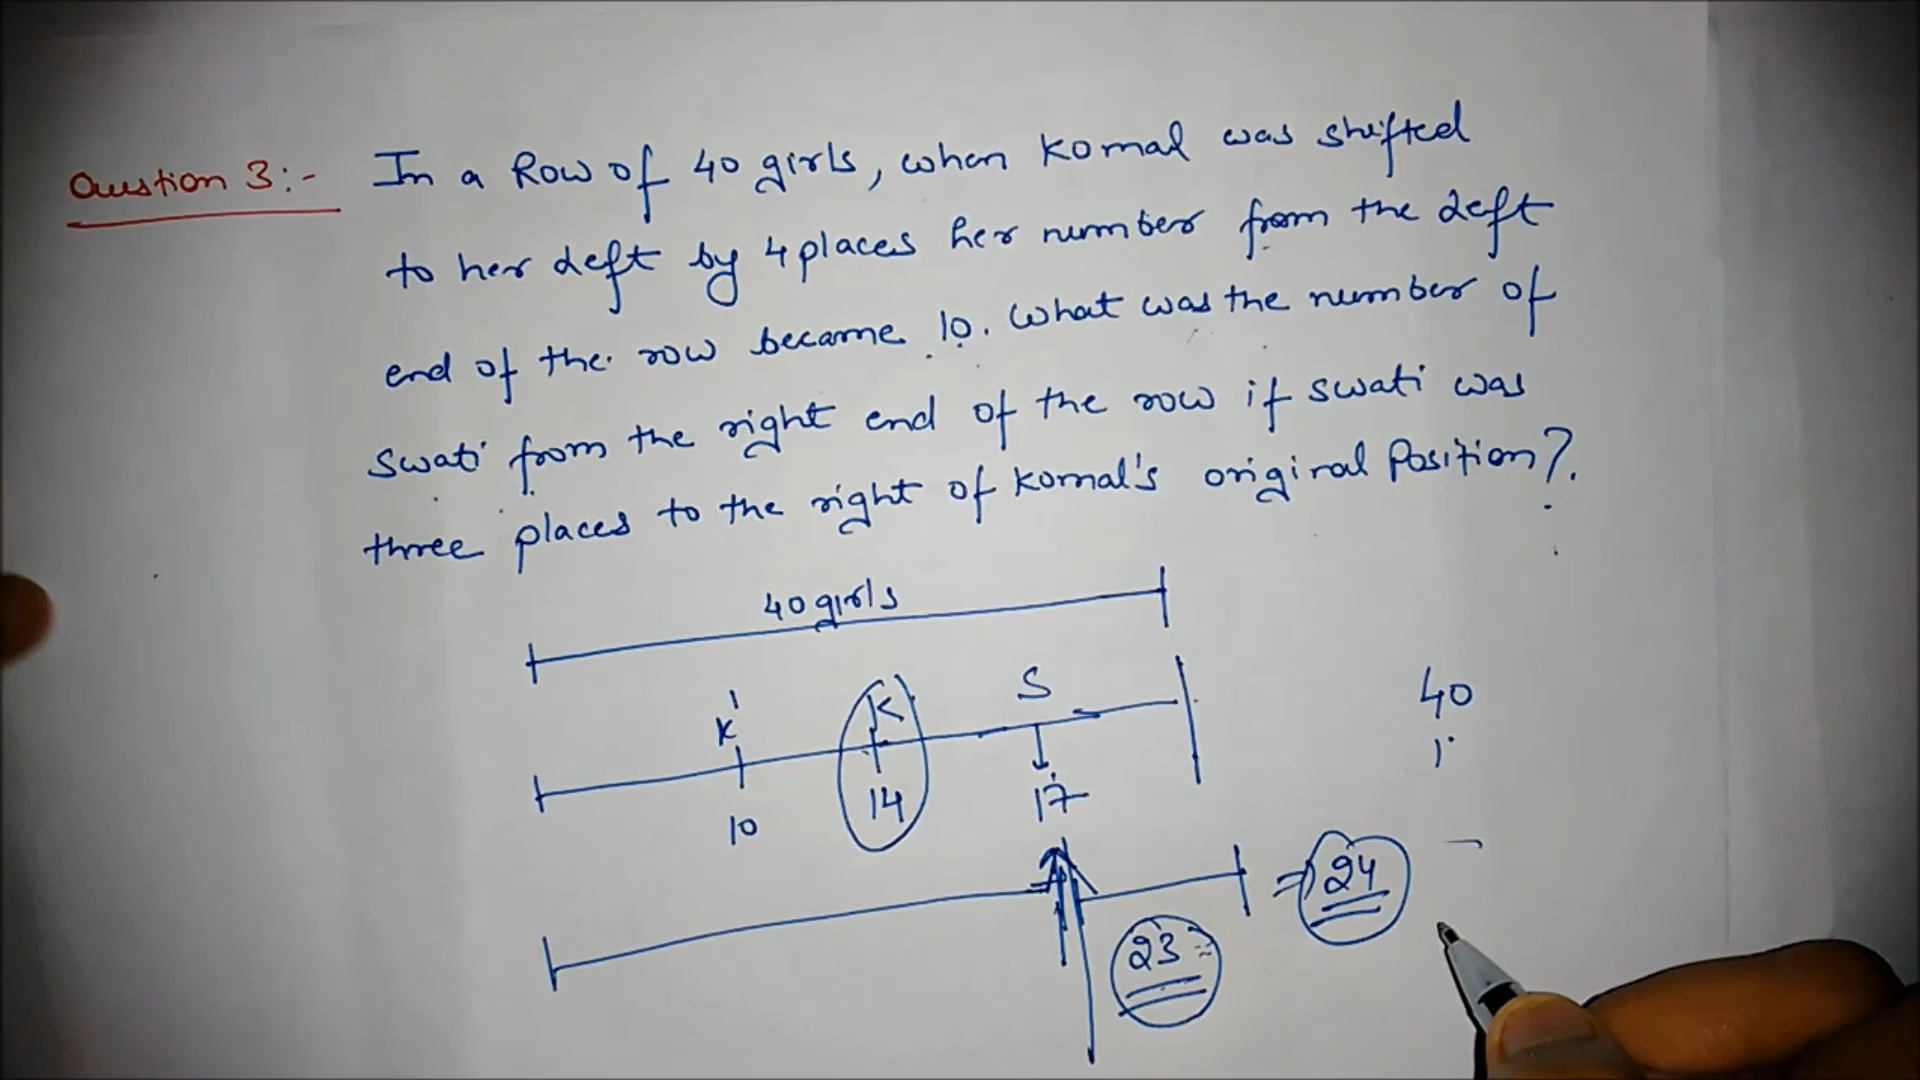 Question 3:- In a Row of 40 girls, when Komal was shifted
to her left by 4 places her number from the left
end of the row became 10. What was the number of
Swati from the right end of the row if swati was
three places to the right of Komal's original Position?.
40 girls
K' K S
10 14 17
40
1
23 => 24